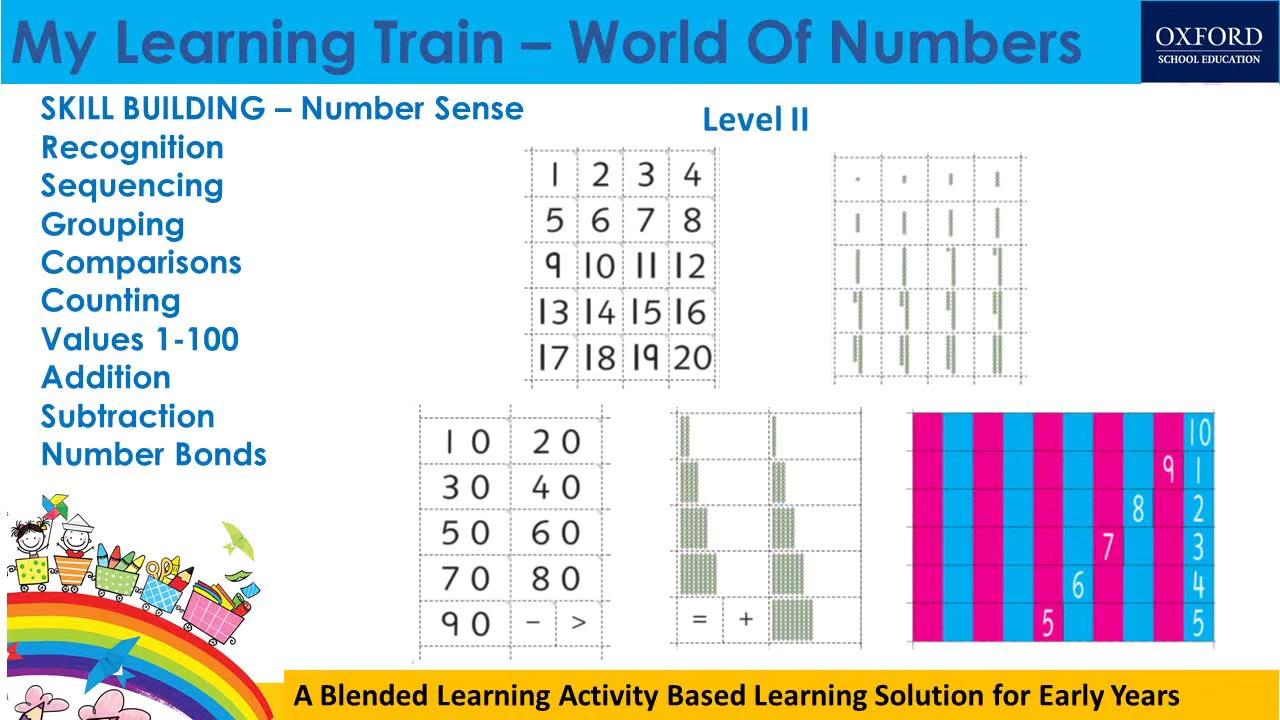 My Learning Train – World Of Numbers
OXFORD
SCHOOL EDUCATION
SKILL BUILDING – Number Sense
Recognition
Sequencing
Grouping
Comparisons
Counting
Values 1-100
Addition
Subtraction
Number Bonds
Level II
1 2 3 4
5 6 7 8
9 10 11 12
13 14 15 16
17 18 19 20
10 20
30 40
50 60
70 80
90 – >
= +
10
9 1
8 2
7 3
6 4
5 5
A Blended Learning Activity Based Learning Solution for Early Years